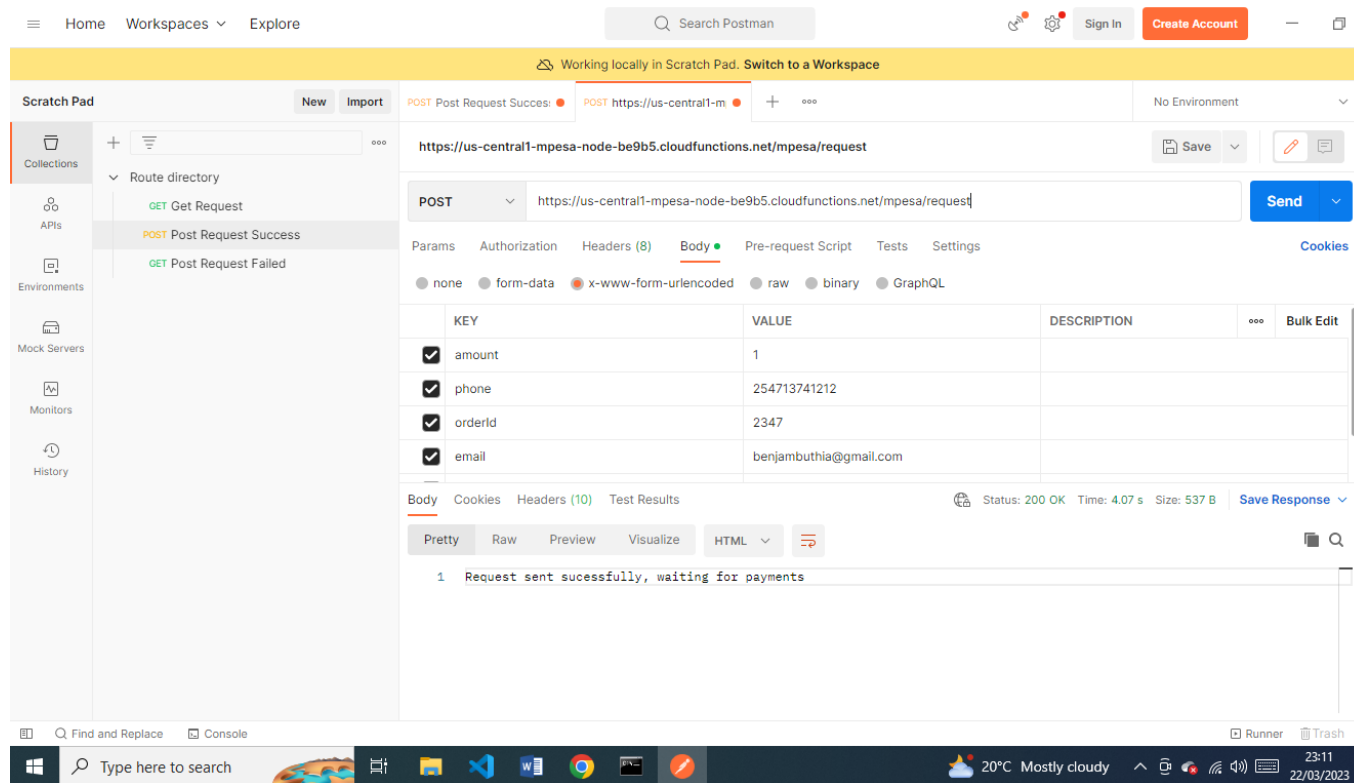 Home Workspaces Explore Search Postman Sign In Create Account
Working locally in Scratch Pad. Switch to a Workspace
Scratch Pad New Import POST Post Request Succes POST https://us-central1-m No Environment
Collections
APIs
Environments
Mock Servers
Monitors
History
Route directory
GET Get Request
POST Post Request Success
GET Post Request Failed
https://us-central1-mpesa-node-be9b5.cloudfunctions.net/mpesa/request Save
POST https://us-central1-mpesa-node-be9b5.cloudfunctions.net/mpesa/request Send
Params Authorization Headers (8) Body Pre-request Script Tests Settings Cookies
none form-data x-www-form-urlencoded raw binary GraphQL
KEY VALUE DESCRIPTION Bulk Edit
amount 1
phone 254713741212
orderId 2347
email benjambuthia@gmail.com
Body Cookies Headers (10) Test Results Status: 200 OK Time: 4.07 s Size: 537 B Save Response
Pretty Raw Preview Visualize HTML
1 Request sent sucessfully, waiting for payments
Find and Replace Console Runner Trash
Type here to search 20°C Mostly cloudy 23:11
22/03/2023